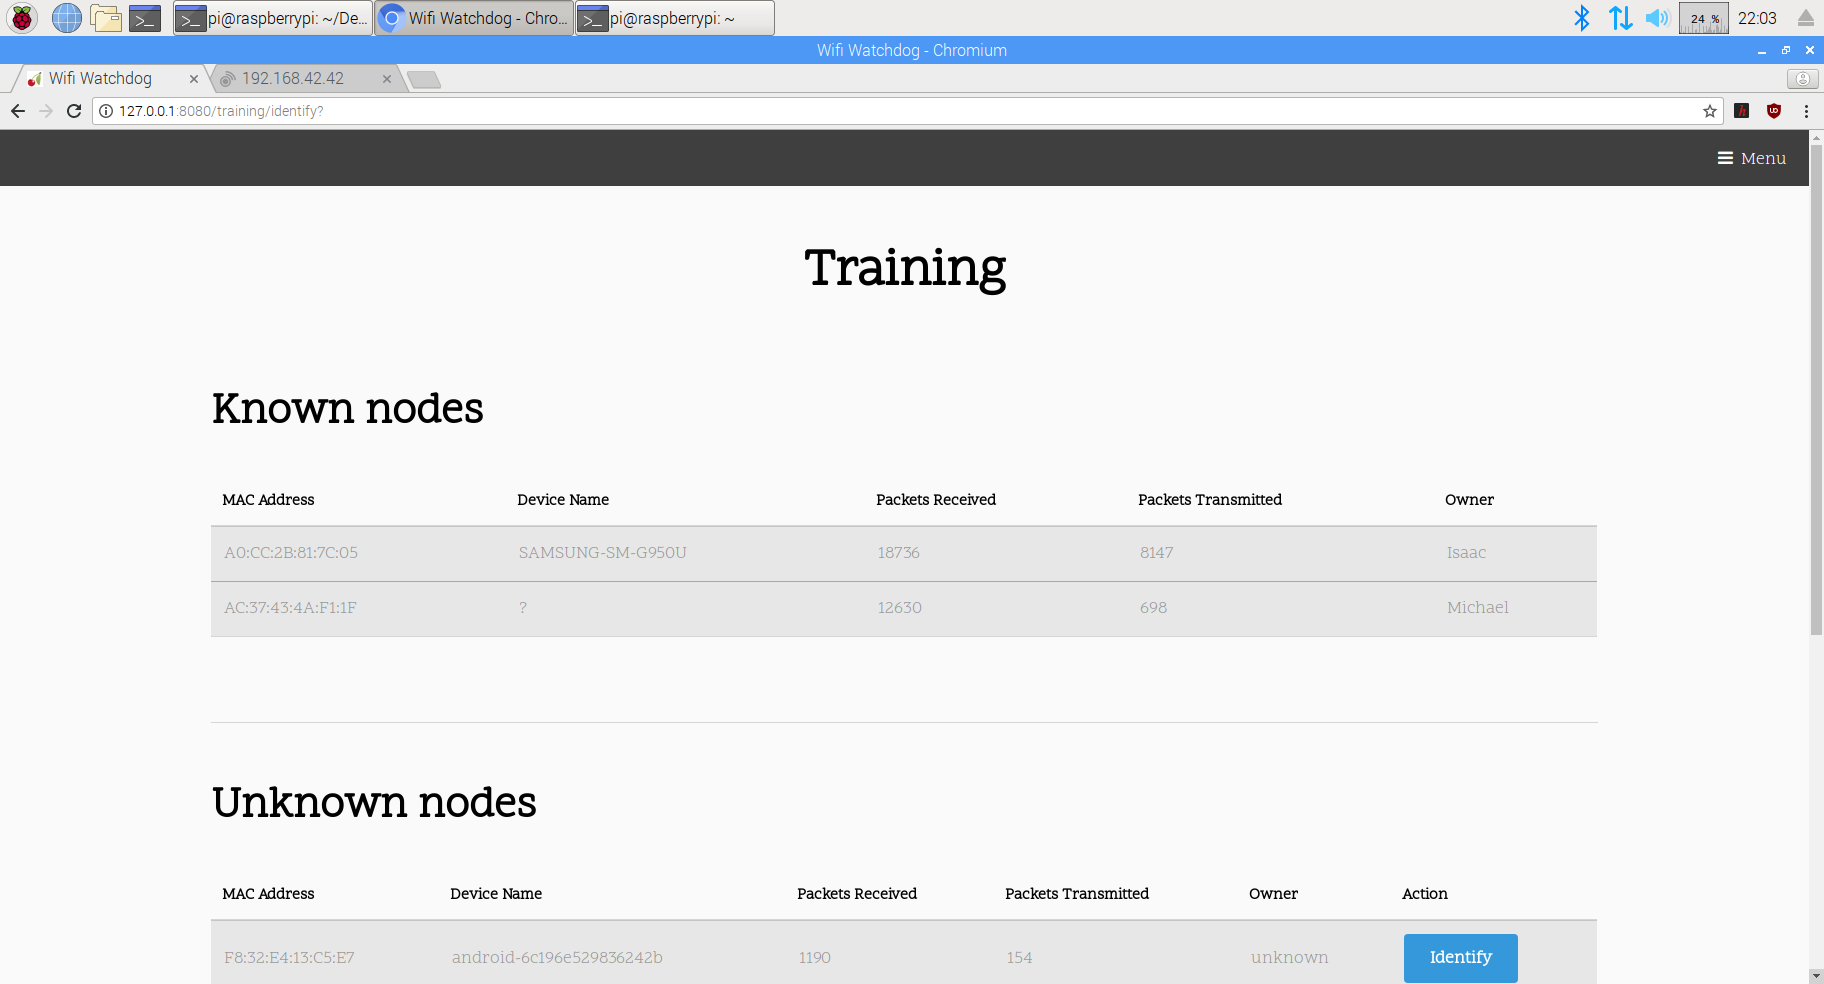 pi@raspberrypi: ~/De... Wifi Watchdog - Chro... pi@raspberrypi: ~ 24 % 22:03
Wifi Watchdog - Chromium
Wifi Watchdog 192.168.42.42
127.0.0.1:8080/training/identify?
Menu
Training
Known nodes
MAC Address Device Name Packets Received Packets Transmitted Owner
A0:CC:2B:81:7C:05 SAMSUNG-SM-G950U 18736 8147 Isaac
AC:37:43:4A:F1:1F ? 12630 698 Michael
Unknown nodes
MAC Address Device Name Packets Received Packets Transmitted Owner Action
F8:32:E4:13:C5:E7 android-6c196e529836242b 1190 154 unknown Identify